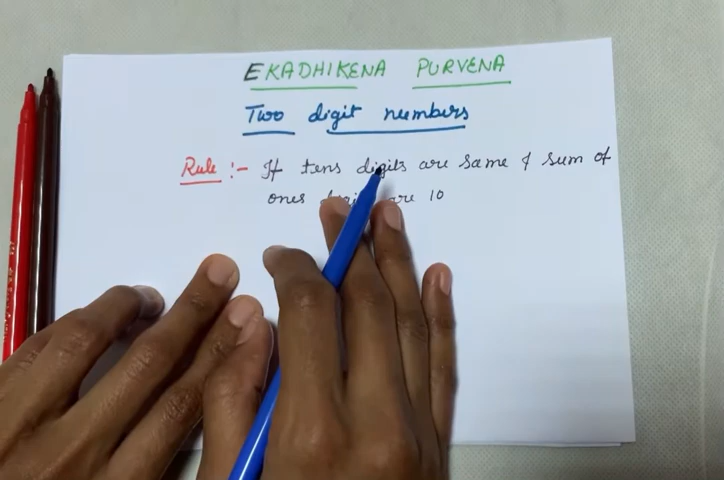 EKADHIKENA PURVENA
Two digit numbers
Rule :- If tens digits are same & sum of
ones are 10